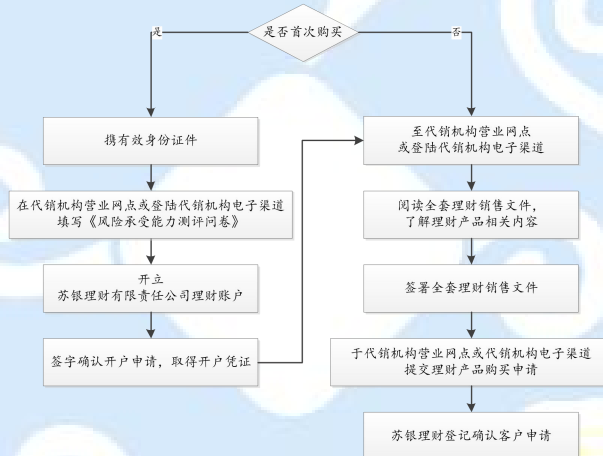 是否首次购买
是
否
携有效身份证件
在代销机构营业网点或登陆代销机构电子渠道
填写《风险承受能力测评问卷》
开立
苏银理财有限责任公司理财账户
签字确认开户申请，取得开户凭证
至代销机构营业网点
或登陆代销机构电子渠道
阅读全套理财销售文件，
了解理财产品相关内容
签署全套理财销售文件
于代销机构营业网点或代销机构电子渠道
提交理财产品购买申请
苏银理财登记确认客户申请